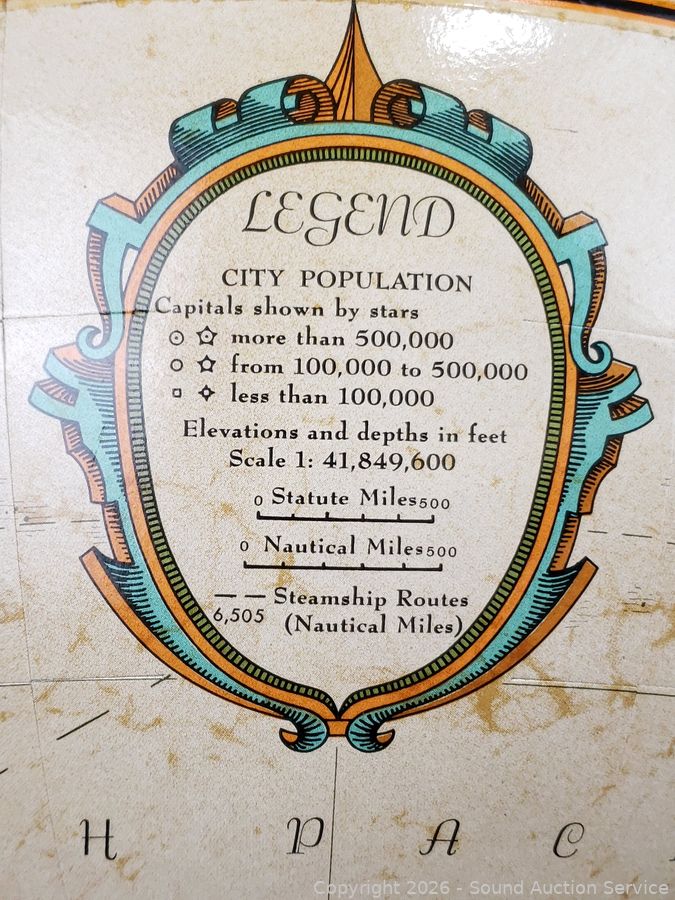 LEGEND
CITY POPULATION
Capitals shown by stars
more than 500,000
from 100,000 to 500,000
less than 100,000
Elevations and depths in feet
Scale 1: 41,849,600
0 Statute Miles 500
0 Nautical Miles 500
Steamship Routes
6,505 (Nautical Miles)
H P A C
Copyright 2026 - Sound Auction Service